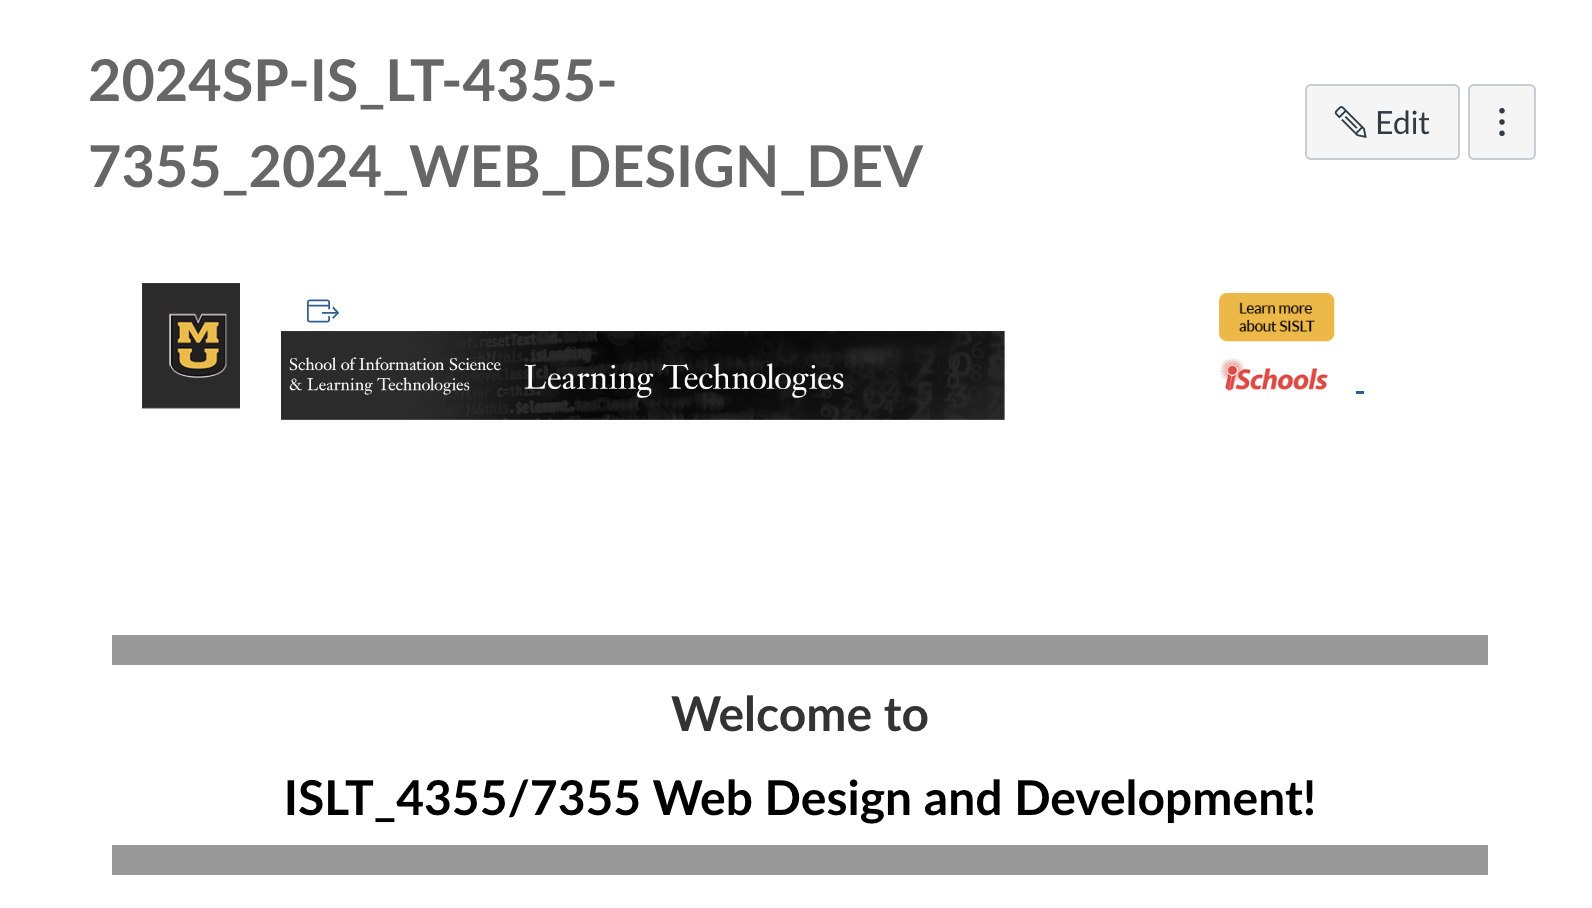 2024SP-IS_LT-4355-
7355_2024_WEB_DESIGN_DEV
Edit
MU
School of Information Science
& Learning Technologies
Learning Technologies
Learn more
about SISLT
iSchools
Welcome to
ISLT_4355/7355 Web Design and Development!